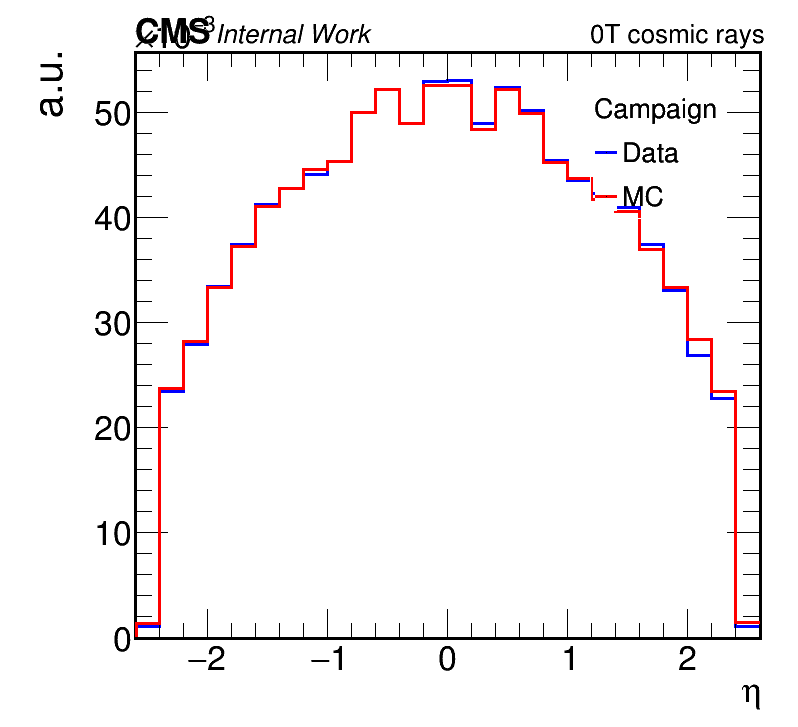 CMS Internal Work 0T cosmic rays
a.u.
Campaign
Data
MC
50
40
30
20
10
0
−2 −1 0 1 2
η